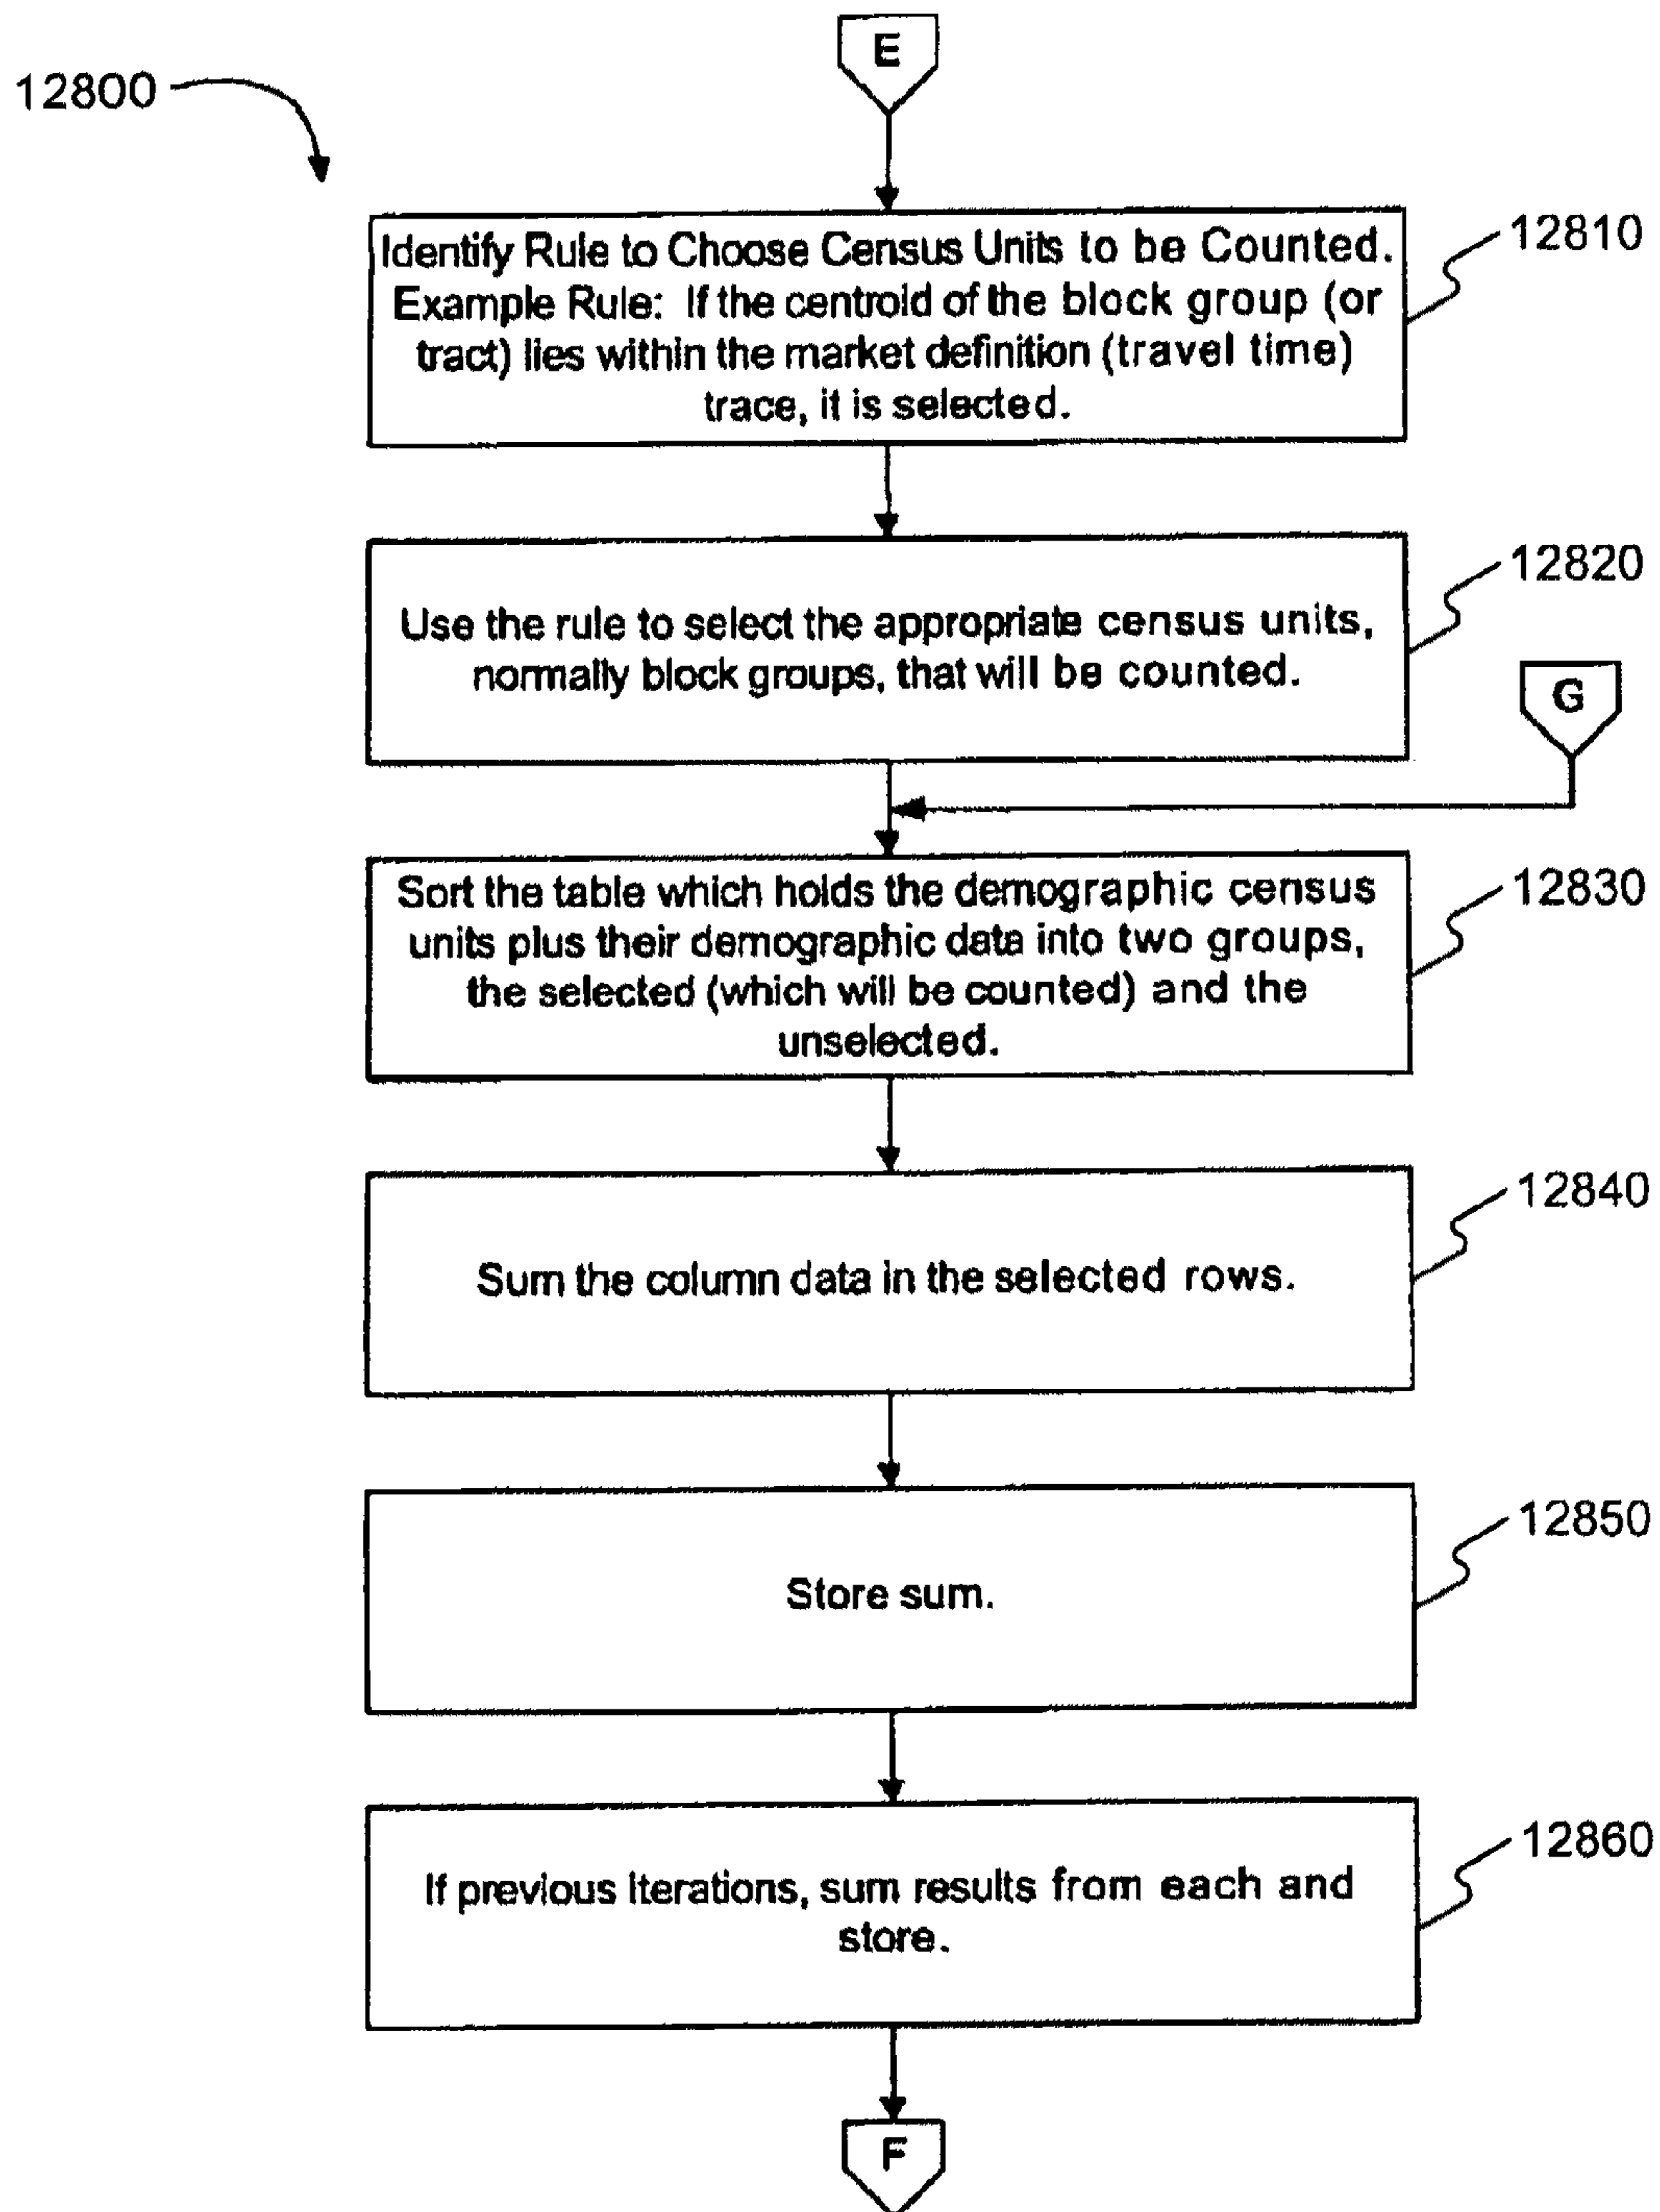 E
12800
12810
Identify Rule to Choose Census Units to be Counted.
Example Rule: If the centroid of the block group (or
tract) lies within the market definition (travel time)
trace, it is selected.
12820
Use the rule to select the appropriate census units,
normally block groups, that will be counted.
G
12830
Sort the table which holds the demographic census
units plus their demographic data into two groups,
the selected (which will be counted) and the
unselected.
12840
Sum the column data in the selected rows.
12850
Store sum.
12860
If previous iterations, sum results from each and
store.
F